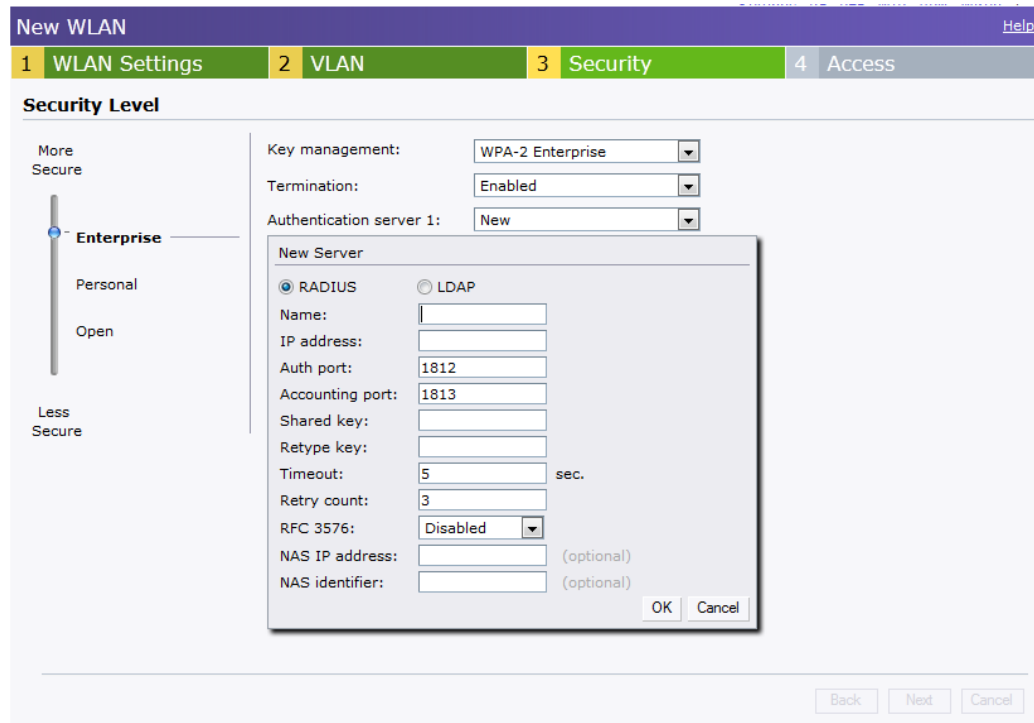 New WLAN Help
1 WLAN Settings 2 VLAN 3 Security 4 Access
Security Level
More
Secure
Enterprise
Personal
Open
Less
Secure
Key management: WPA-2 Enterprise
Termination: Enabled
Authentication server 1: New
New Server
RADIUS LDAP
Name:
IP address:
Auth port: 1812
Accounting port: 1813
Shared key:
Retype key:
Timeout: 5 sec.
Retry count: 3
RFC 3576: Disabled
NAS IP address: (optional)
NAS identifier: (optional)
OK Cancel
Back Next Cancel